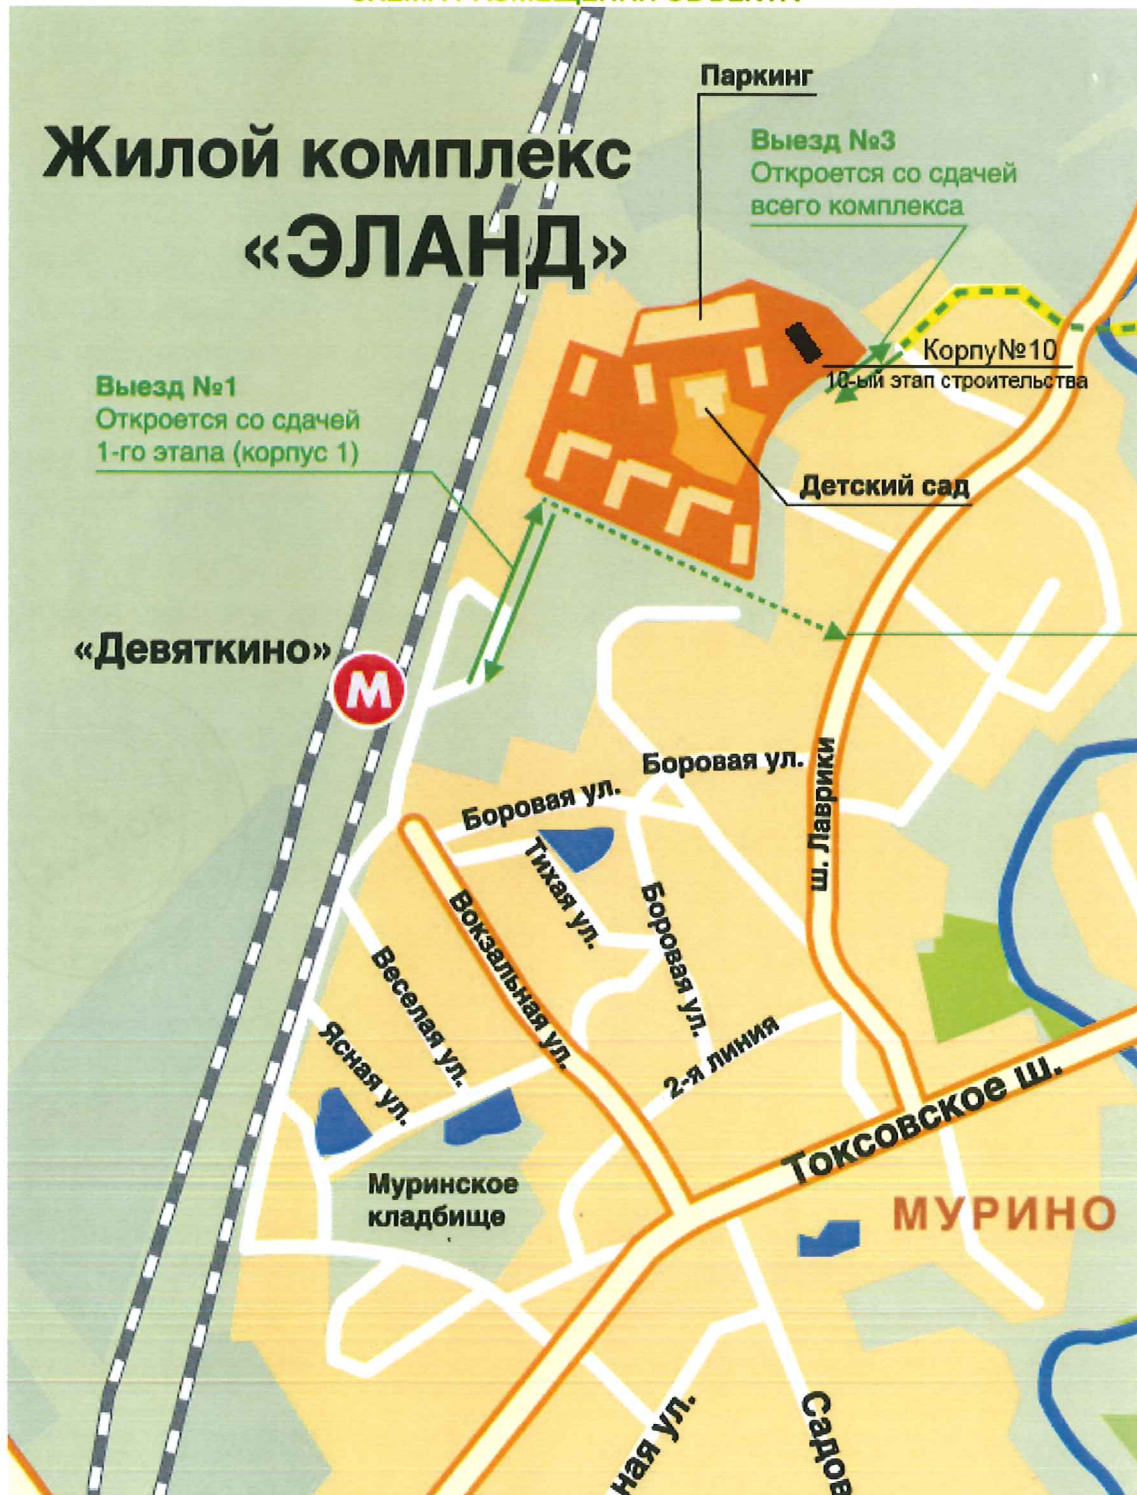 Паркинг
Жилой комплекс
«ЭЛАНД»
Выезд №3
Откроется со сдачей
всего комплекса
Корпу№10
10-ый этап строительства
Выезд №1
Откроется со сдачей
1-го этапа (корпус 1)
Детский сад
«Девяткино»
М
Боровая ул.
Боровая ул.
ш. Лаврики
Тихая ул.
Боровая ул.
Вокзальная ул.
Веселая ул.
Ясная ул.
2-я линия
Токсовское ш.
Муринское
кладбище
МУРИНО
ная ул.
Садов